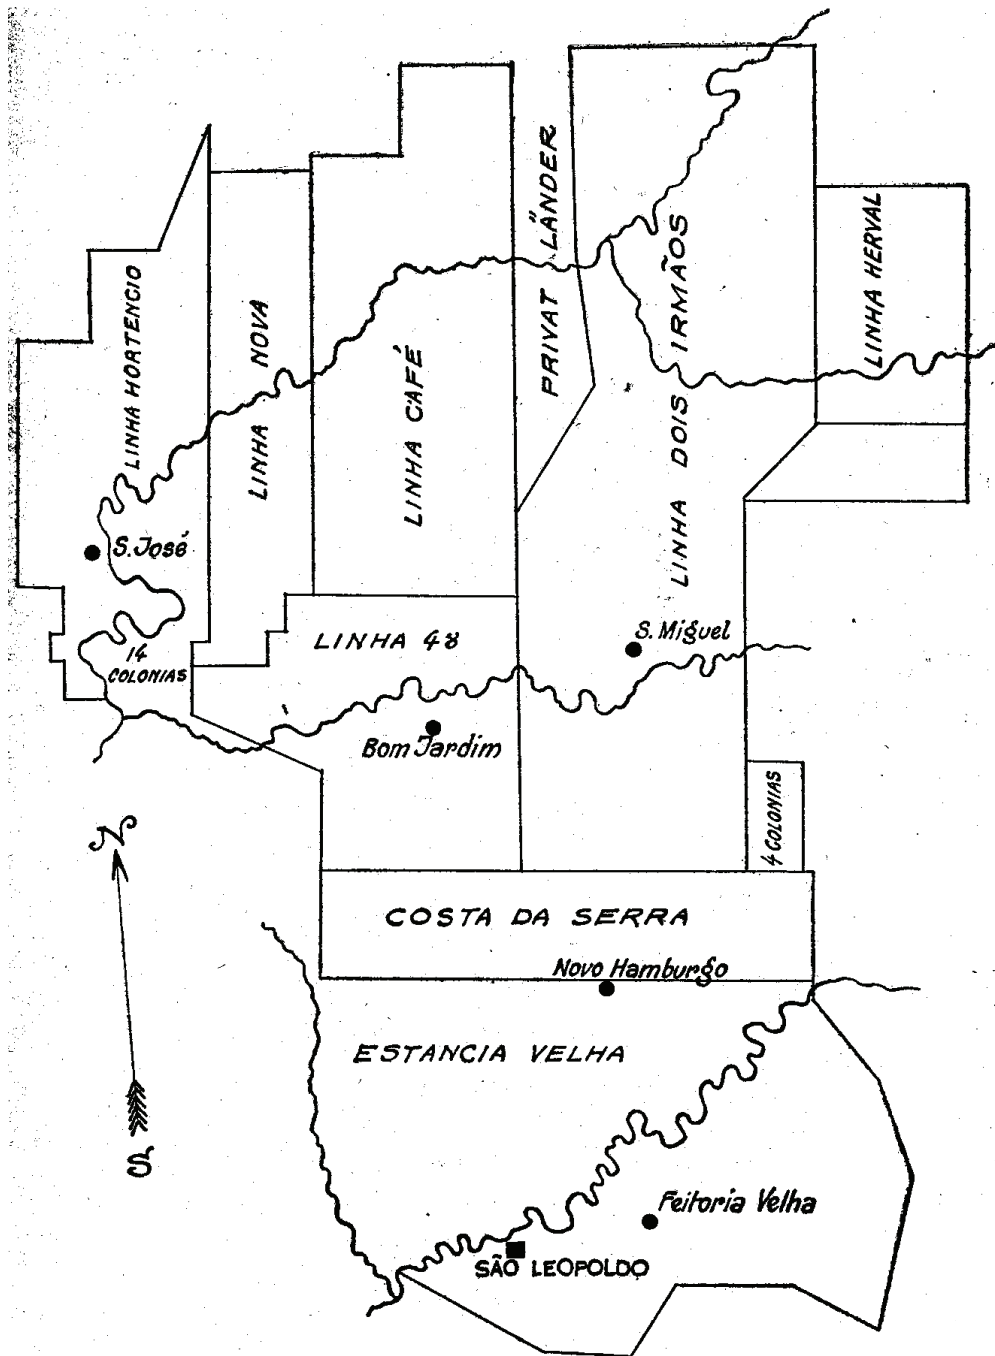 PRIVAT LÄNDER
LINHA HERVAL
LINHA HORTENCIO
LINHA NOVA
LINHA CAFÉ
LINHA DOIS IRMÃOS
S. José
14
COLONIAS
LINHA 48
S. Miguel
Bom Jardim
4 COLONIAS
N
COSTA DA SERRA
Novo Hamburgo
ESTANCIA VELHA
S
Feitoria Velha
SÃO LEOPOLDO